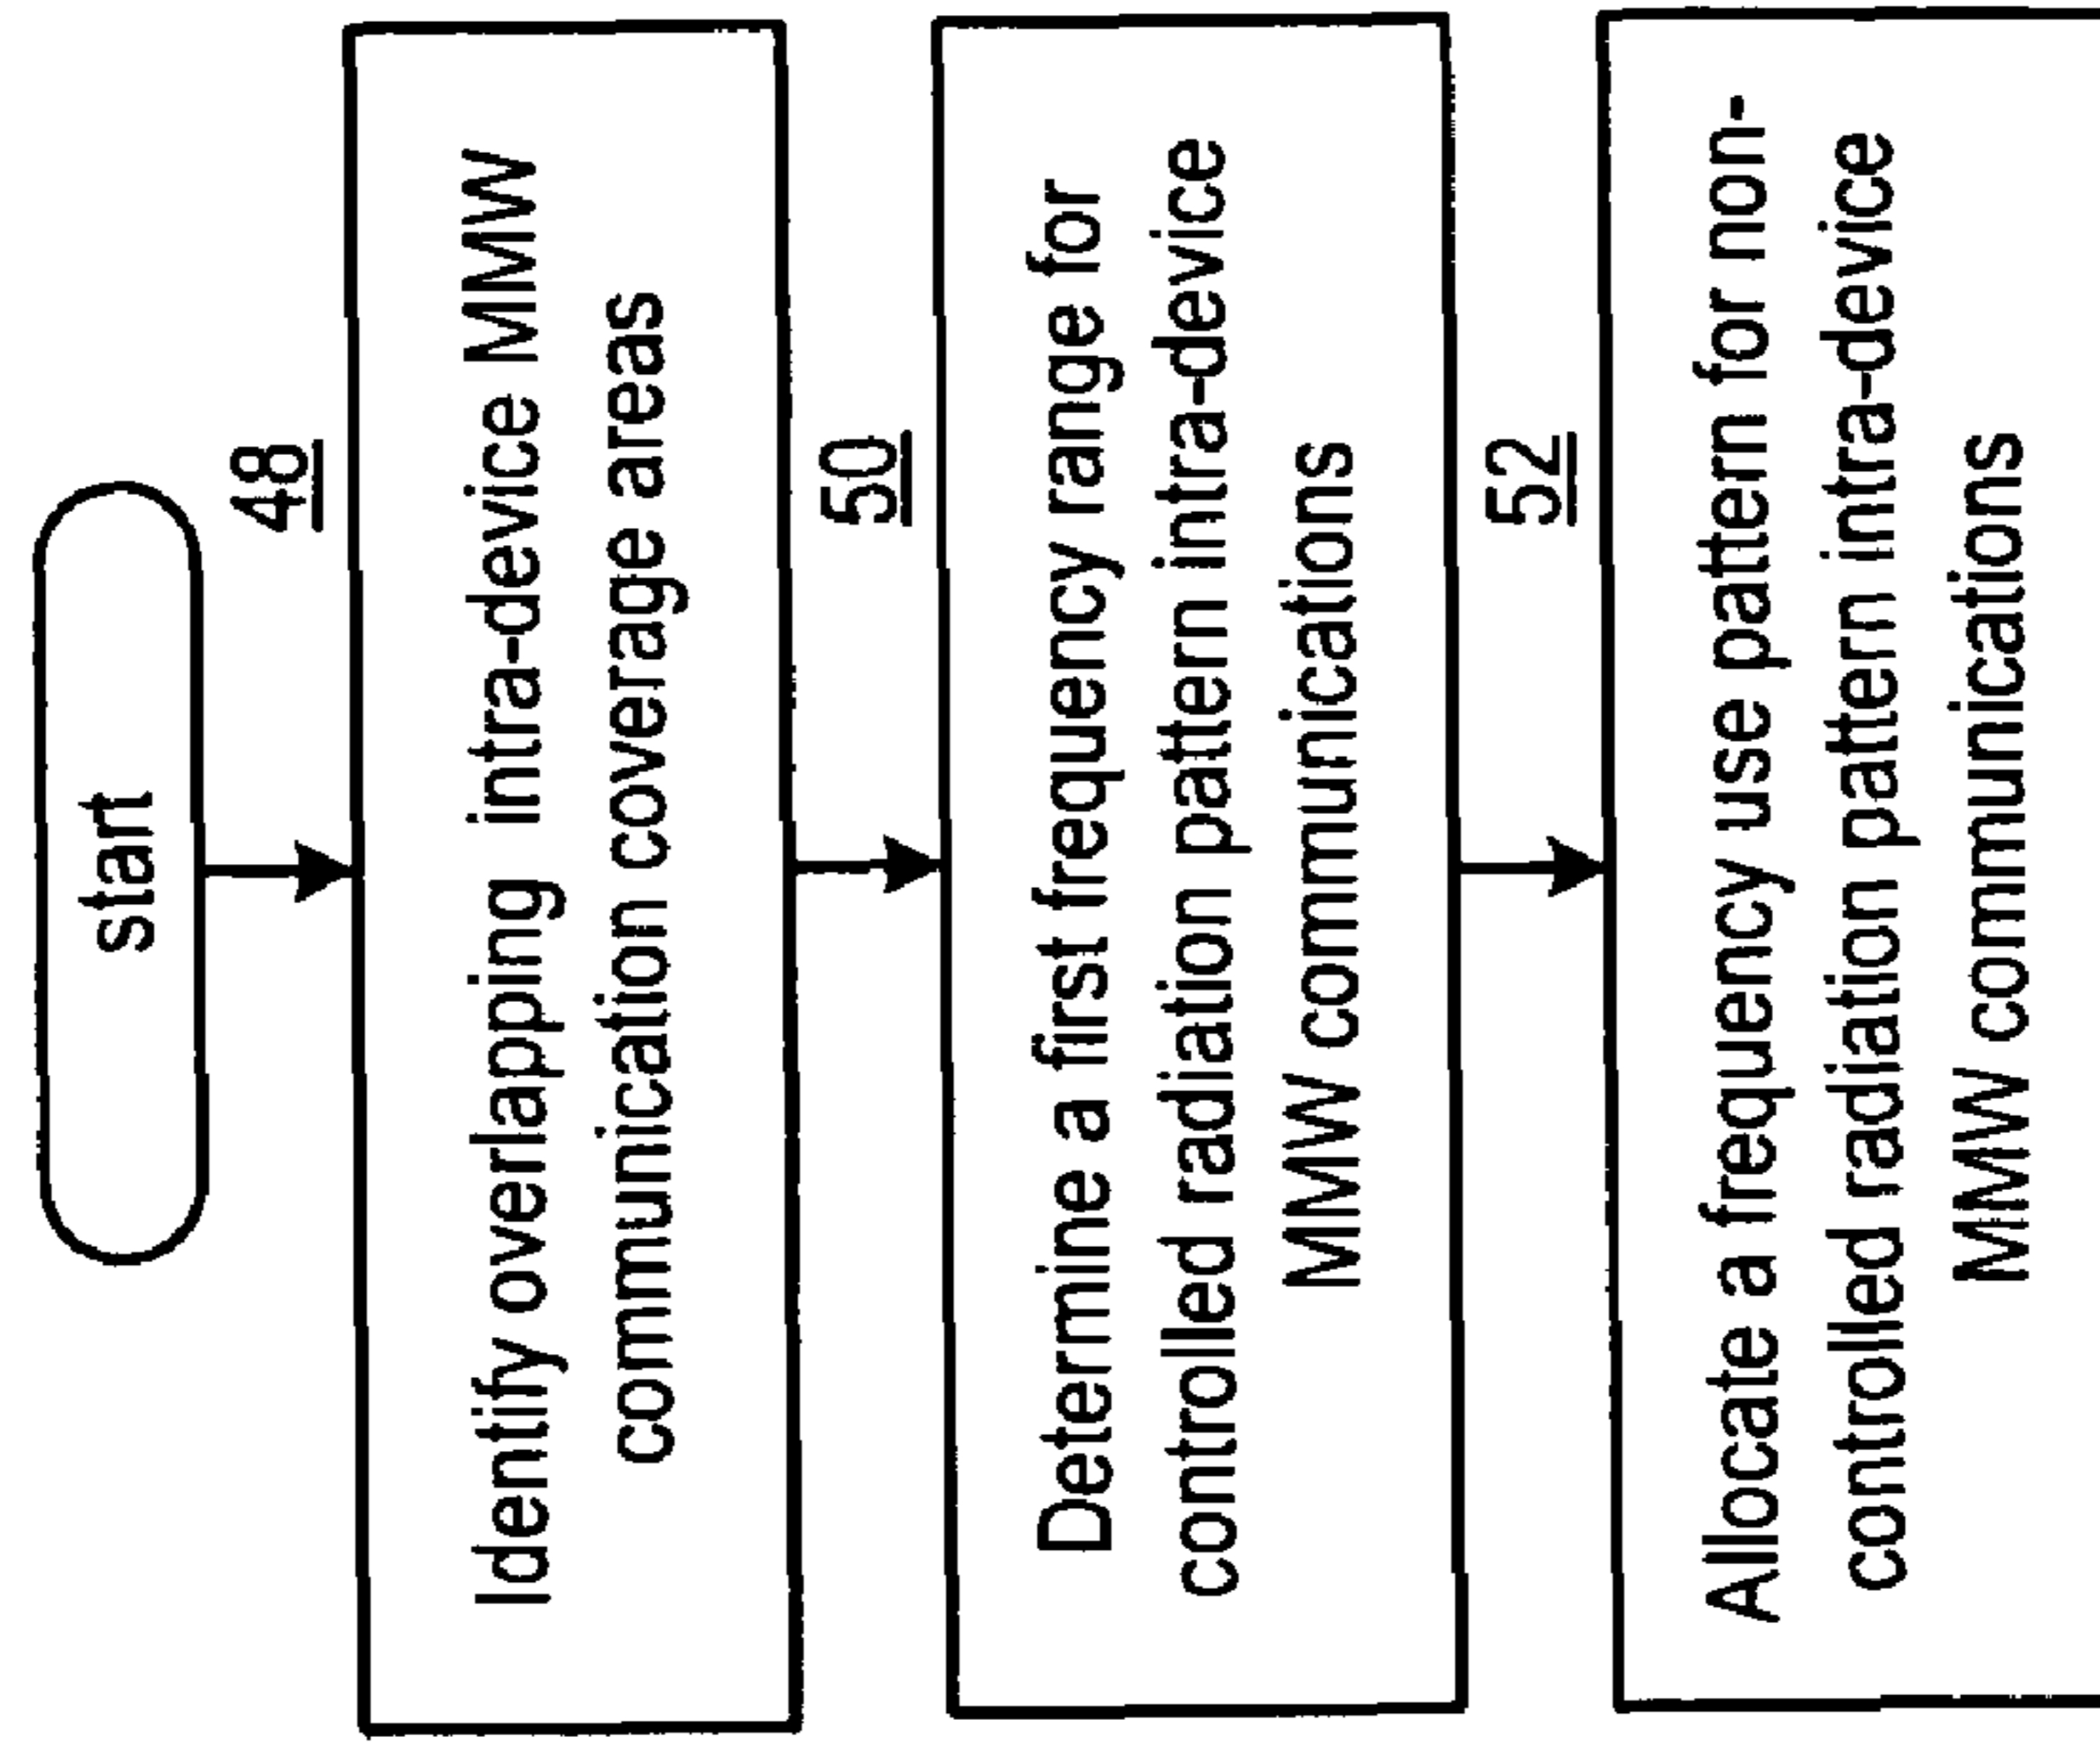 start
48
Identify overlapping intra-device MMW
communication coverage areas
50
Determine a first frequency range for
controlled radiation pattern intra-device
MMW communications
52
Allocate a frequency use pattern for non-
controlled radiation pattern intra-device
MMW communications